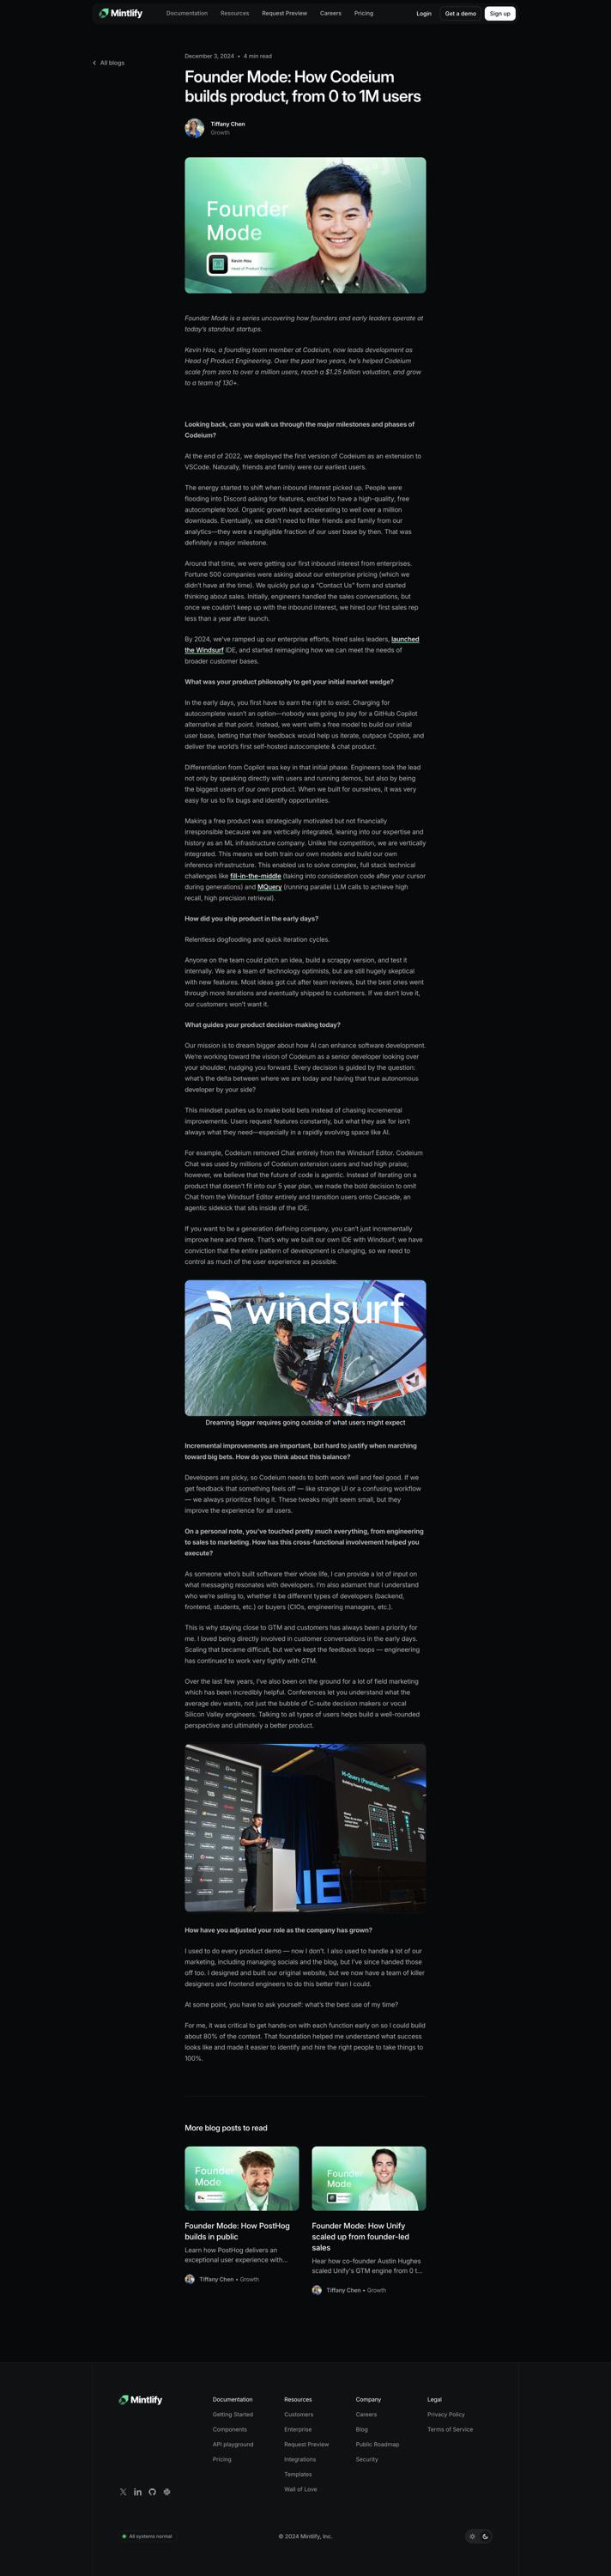 Mintlify
Documentation
Resources
Request Preview
Careers
Pricing
Login
Get a demo
Sign up
All blogs
December 3, 2024 • 4 min read
Founder Mode: How Codeium
builds product, from 0 to 1M users
Tiffany Chen
Growth
Founder
Mode
Kevin Hou
Head of Product Engineering
Founder Mode is a series uncovering how founders and early leaders operate at
today's standout startups.
Kevin Hou, a founding team member at Codeium, now leads development as
Head of Product Engineering. Over the past two years, he's helped Codeium
scale from zero to over a million users, reach a $1.25 billion valuation, and grow
to a team of 130+.
Looking back, can you walk us through the major milestones and phases of
Codeium?
At the end of 2022, we deployed the first version of Codeium as an extension to
VSCode. Naturally, friends and family were our earliest users.
The energy started to shift when inbound interest picked up. People were
flooding into Discord asking for features, excited to have a high-quality, free
autocomplete tool. Organic growth kept accelerating to well over a million
downloads. Eventually, we didn't need to filter friends and family from our
analytics—they were a negligible fraction of our user base by then. That was
definitely a major milestone.
Around that time, we were getting our first inbound interest from enterprises.
Fortune 500 companies were asking about our enterprise pricing (which we
didn't have at the time). We quickly put up a "Contact Us" form and started
thinking about sales. Initially, engineers handled the sales conversations, but
once we couldn't keep up with the inbound interest, we hired our first sales rep
less than a year after launch.
By 2024, we've ramped up our enterprise efforts, hired sales leaders, launched
the Windsurf IDE, and started reimagining how we can meet the needs of
broader customer bases.
What was your product philosophy to get your initial market wedge?
In the early days, you first have to earn the right to exist. Charging for
autocomplete wasn't an option—nobody was going to pay for a GitHub Copilot
alternative at that point. Instead, we went with a free model to build our initial
user base, betting that their feedback would help us iterate, outpace Copilot, and
deliver the world's first self-hosted autocomplete & chat product.
Differentiation from Copilot was key in that initial phase. Engineers took the lead
not only by speaking directly with users and running demos, but also by being
the biggest users of our own product. When we built for ourselves, it was very
easy for us to fix bugs and identify opportunities.
Making a free product was strategically motivated but not financially
irresponsible because we are vertically integrated, leaning into our expertise and
history as an ML infrastructure company. Unlike the competition, we are vertically
integrated. This means we both train our own models and build our own
inference infrastructure. This enabled us to solve complex, full stack technical
challenges like fill-in-the-middle (taking into consideration code after your cursor
during generations) and MQuery (running parallel LLM calls to achieve high
recall, high precision retrieval).
How did you ship product in the early days?
Relentless dogfooding and quick iteration cycles.
Anyone on the team could pitch an idea, build a scrappy version, and test it
internally. We are a team of technology optimists, but are still hugely skeptical
with new features. Most ideas got cut after team reviews, but the best ones went
through more iterations and eventually shipped to customers. If we don't love it,
our customers won't want it.
What guides your product decision-making today?
Our mission is to dream bigger about how AI can enhance software development.
We're working toward the vision of Codeium as a senior developer looking over
your shoulder, nudging you forward. Every decision is guided by the question:
what's the delta between where we are today and having that true autonomous
developer by your side?
This mindset pushes us to make bold bets instead of chasing incremental
improvements. Users request features constantly, but what they ask for isn't
always what they need—especially in a rapidly evolving space like AI.
For example, Codeium removed Chat entirely from the Windsurf Editor. Codeium
Chat was used by millions of Codeium extension users and had high praise;
however, we believe that the future of code is agentic. Instead of iterating on a
product that doesn't fit into our 5 year plan, we made the bold decision to omit
Chat from the Windsurf Editor entirely and transition users onto Cascade, an
agentic sidekick that sits inside of the IDE.
If you want to be a generation defining company, you can't just incrementally
improve here and there. That's why we built our own IDE with Windsurf; we have
conviction that the entire pattern of development is changing, so we need to
control as much of the user experience as possible.
windsurf
Dreaming bigger requires going outside of what users might expect
Incremental improvements are important, but hard to justify when marching
toward big bets. How do you think about this balance?
Developers are picky, so Codeium needs to both work well and feel good. If we
get feedback that something feels off — like strange UI or a confusing workflow
— we always prioritize fixing it. These tweaks might seem small, but they
improve the experience for all users.
On a personal note, you've touched pretty much everything, from engineering
to sales to marketing. How has this cross-functional involvement helped you
execute?
As someone who's built software their whole life, I can provide a lot of input on
what messaging resonates with developers. I'm also adamant that I understand
who we're selling to, whether it be different types of developers (backend,
frontend, students, etc.) or buyers (CIOs, engineering managers, etc.).
This is why staying close to GTM and customers has always been a priority for
me. I loved being directly involved in customer conversations in the early days.
Scaling that became difficult, but we've kept the feedback loops — engineering
has continued to work very tightly with GTM.
Over the last few years, I've also been on the ground for a lot of field marketing
which has been incredibly helpful. Conferences let you understand what the
average dev wants, not just the bubble of C-suite decision makers or vocal
Silicon Valley engineers. Talking to all types of users helps build a well-rounded
perspective and ultimately a better product.
M-Query (Parallelization)
AIE
How have you adjusted your role as the company has grown?
I used to do every product demo — now I don't. I also used to handle a lot of our
marketing, including managing socials and the blog, but I've since handed those
off too. I designed and built our original website, but we now have a team of killer
designers and frontend engineers to do this better than I could.
At some point, you have to ask yourself: what's the best use of my time?
For me, it was critical to get hands-on with each function early on so I could build
about 80% of the context. That foundation helped me understand what success
looks like and made it easier to identify and hire the right people to take things to
100%.
More blog posts to read
Founder
Mode
Founder Mode: How PostHog
builds in public
Learn how PostHog delivers an
exceptional user experience with...
Tiffany Chen • Growth
Founder
Mode
Founder Mode: How Unify
scaled up from founder-led
sales
Hear how co-founder Austin Hughes
scaled Unify's GTM engine from 0 t...
Tiffany Chen • Growth
Mintlify
Documentation
Getting Started
Components
API playground
Pricing
Resources
Customers
Enterprise
Request Preview
Integrations
Templates
Wall of Love
Company
Careers
Blog
Public Roadmap
Security
Legal
Privacy Policy
Terms of Service
All systems normal
© 2024 Mintlify, Inc.